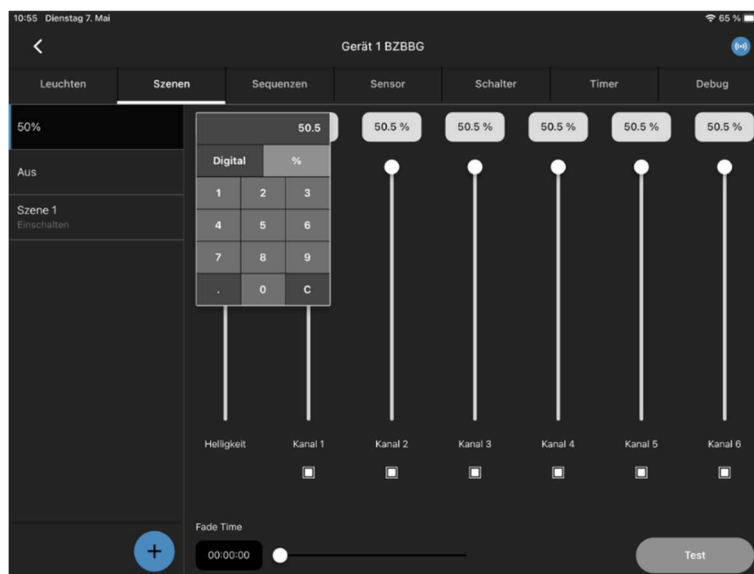 10:55 Dienstag 7. Mai
65 %
Gerät 1 BZBBG
Leuchten Szenen Sequenzen Sensor Schalter Timer Debug
50%
Aus
Szene 1
Einschalten
50.5
50.5 % 50.5 % 50.5 % 50.5 % 50.5 %
Digital %
1 2 3
4 5 6
7 8 9
. 0 C
Helligkeit Kanal 1 Kanal 2 Kanal 3 Kanal 4 Kanal 5 Kanal 6
Fade Time
00:00:00
+
Test